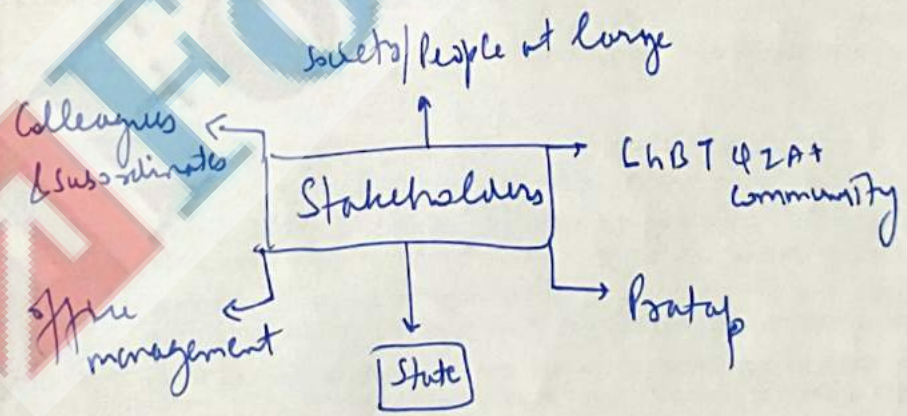 society/People at large
Colleagues
& subordinates
Stakeholders
LGBTQIA+
community
office
management
Pratap
State